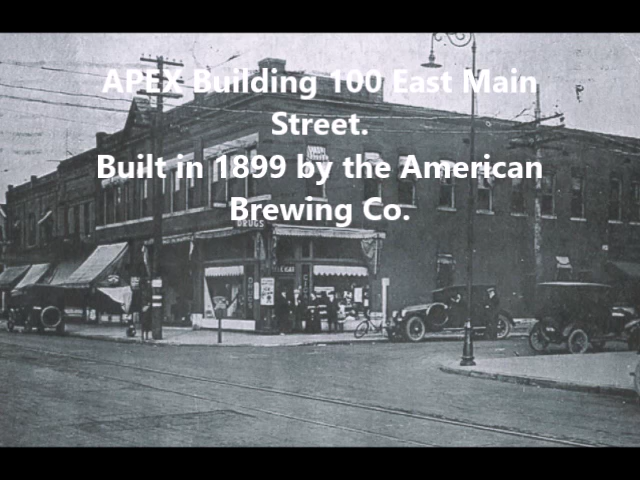 APEX Building 100 East Main
Street.
Built in 1899 by the American
Brewing Co.
DRUGS